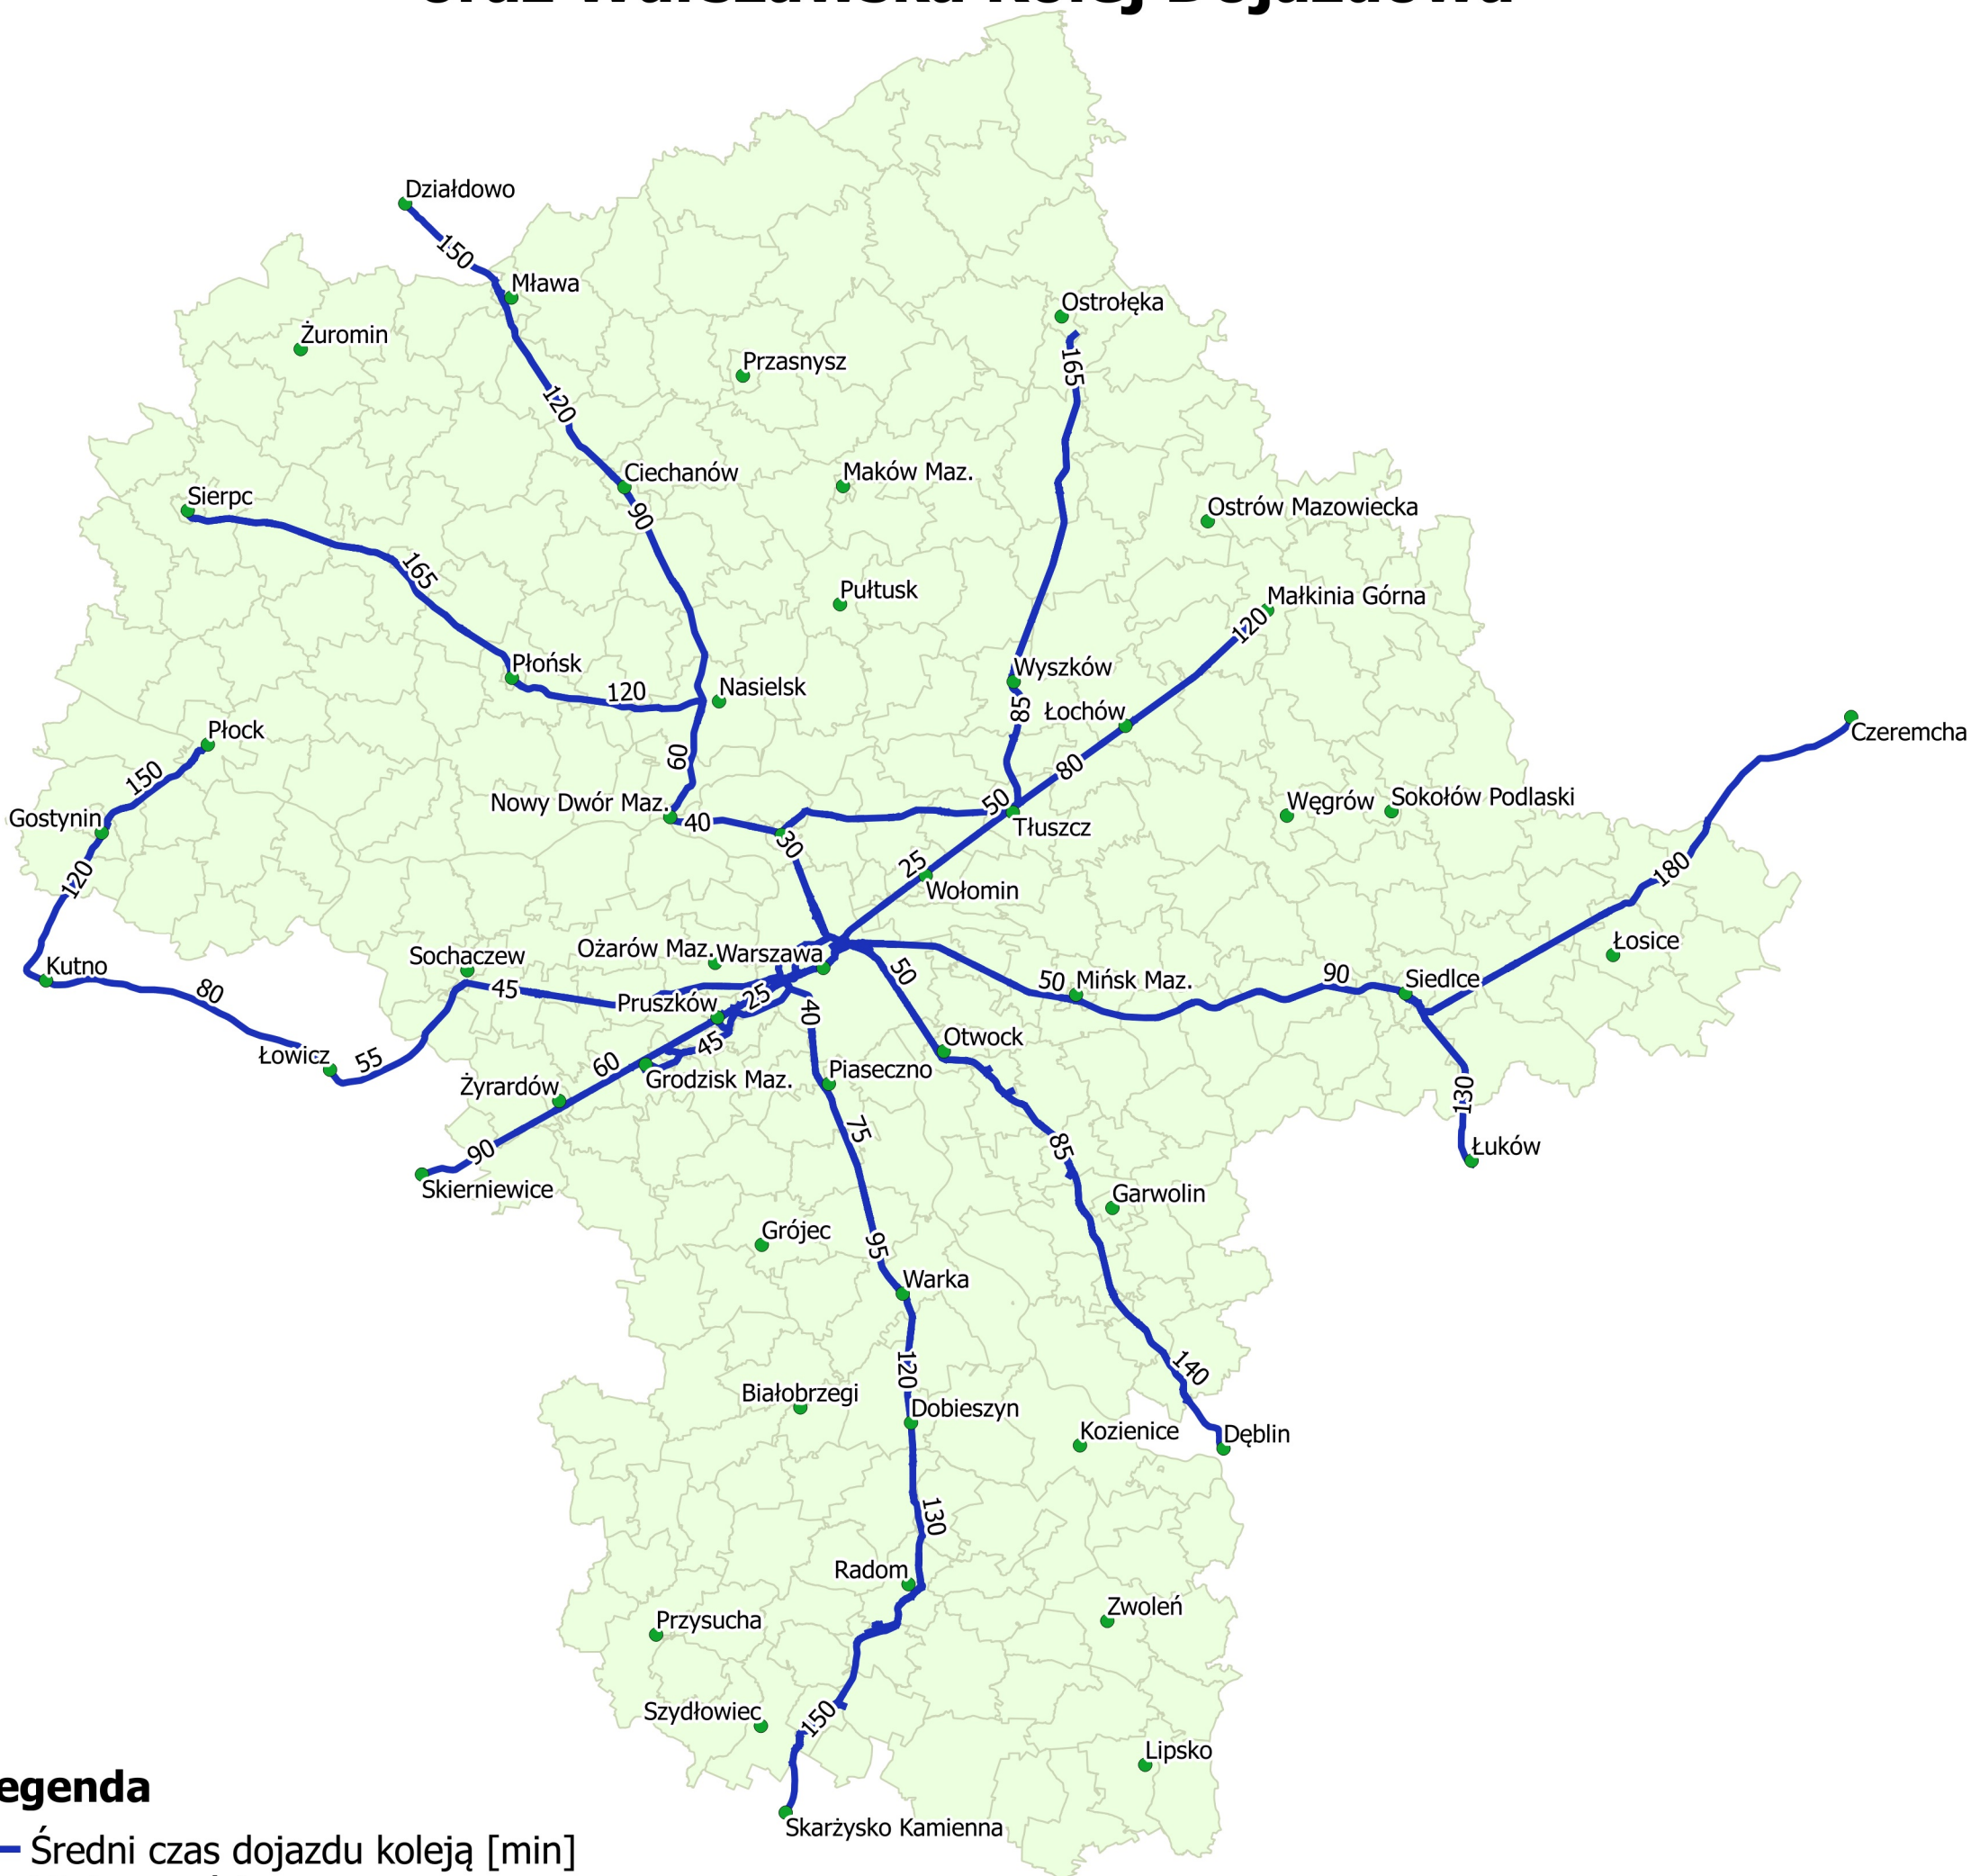 oraz Warszawska Kolej Dojazdowa
Działdowo
150
Mława
Ostrołęka
Żuromin
165
Przasnysz
120
Ciechanów
Maków Maz.
Sierpc
90
Ostrów Mazowiecka
165
Pułtusk
Małkinia Górna
120
Płońsk
Wyszków
120
Nasielsk
85
Łochów
Płock
Czeremcha
60
80
150
Nowy Dwór Maz.
50
Węgrów
Sokołów Podlaski
Gostynin
40
Tłuszcz
30
25
180
120
Wołomin
Sochaczew
Ożarów Maz.
Warszawa
Łosice
Kutno
50
50
Mińsk Maz.
90
Siedlce
80
45
Pruszków
25
40
Otwock
Łowicz
55
60
45
Grodzisk Maz.
Piaseczno
Żyrardów
130
75
85
Łuków
90
Skierniewice
Garwolin
Grójec
95
Warka
120
140
Białobrzegi
Dobieszyn
Kozienice
Dęblin
130
Radom
Przysucha
Zwoleń
Szydłowiec
150
Lipsko
Skarżysko Kamienna
egenda
Średni czas dojazdu koleją [min]